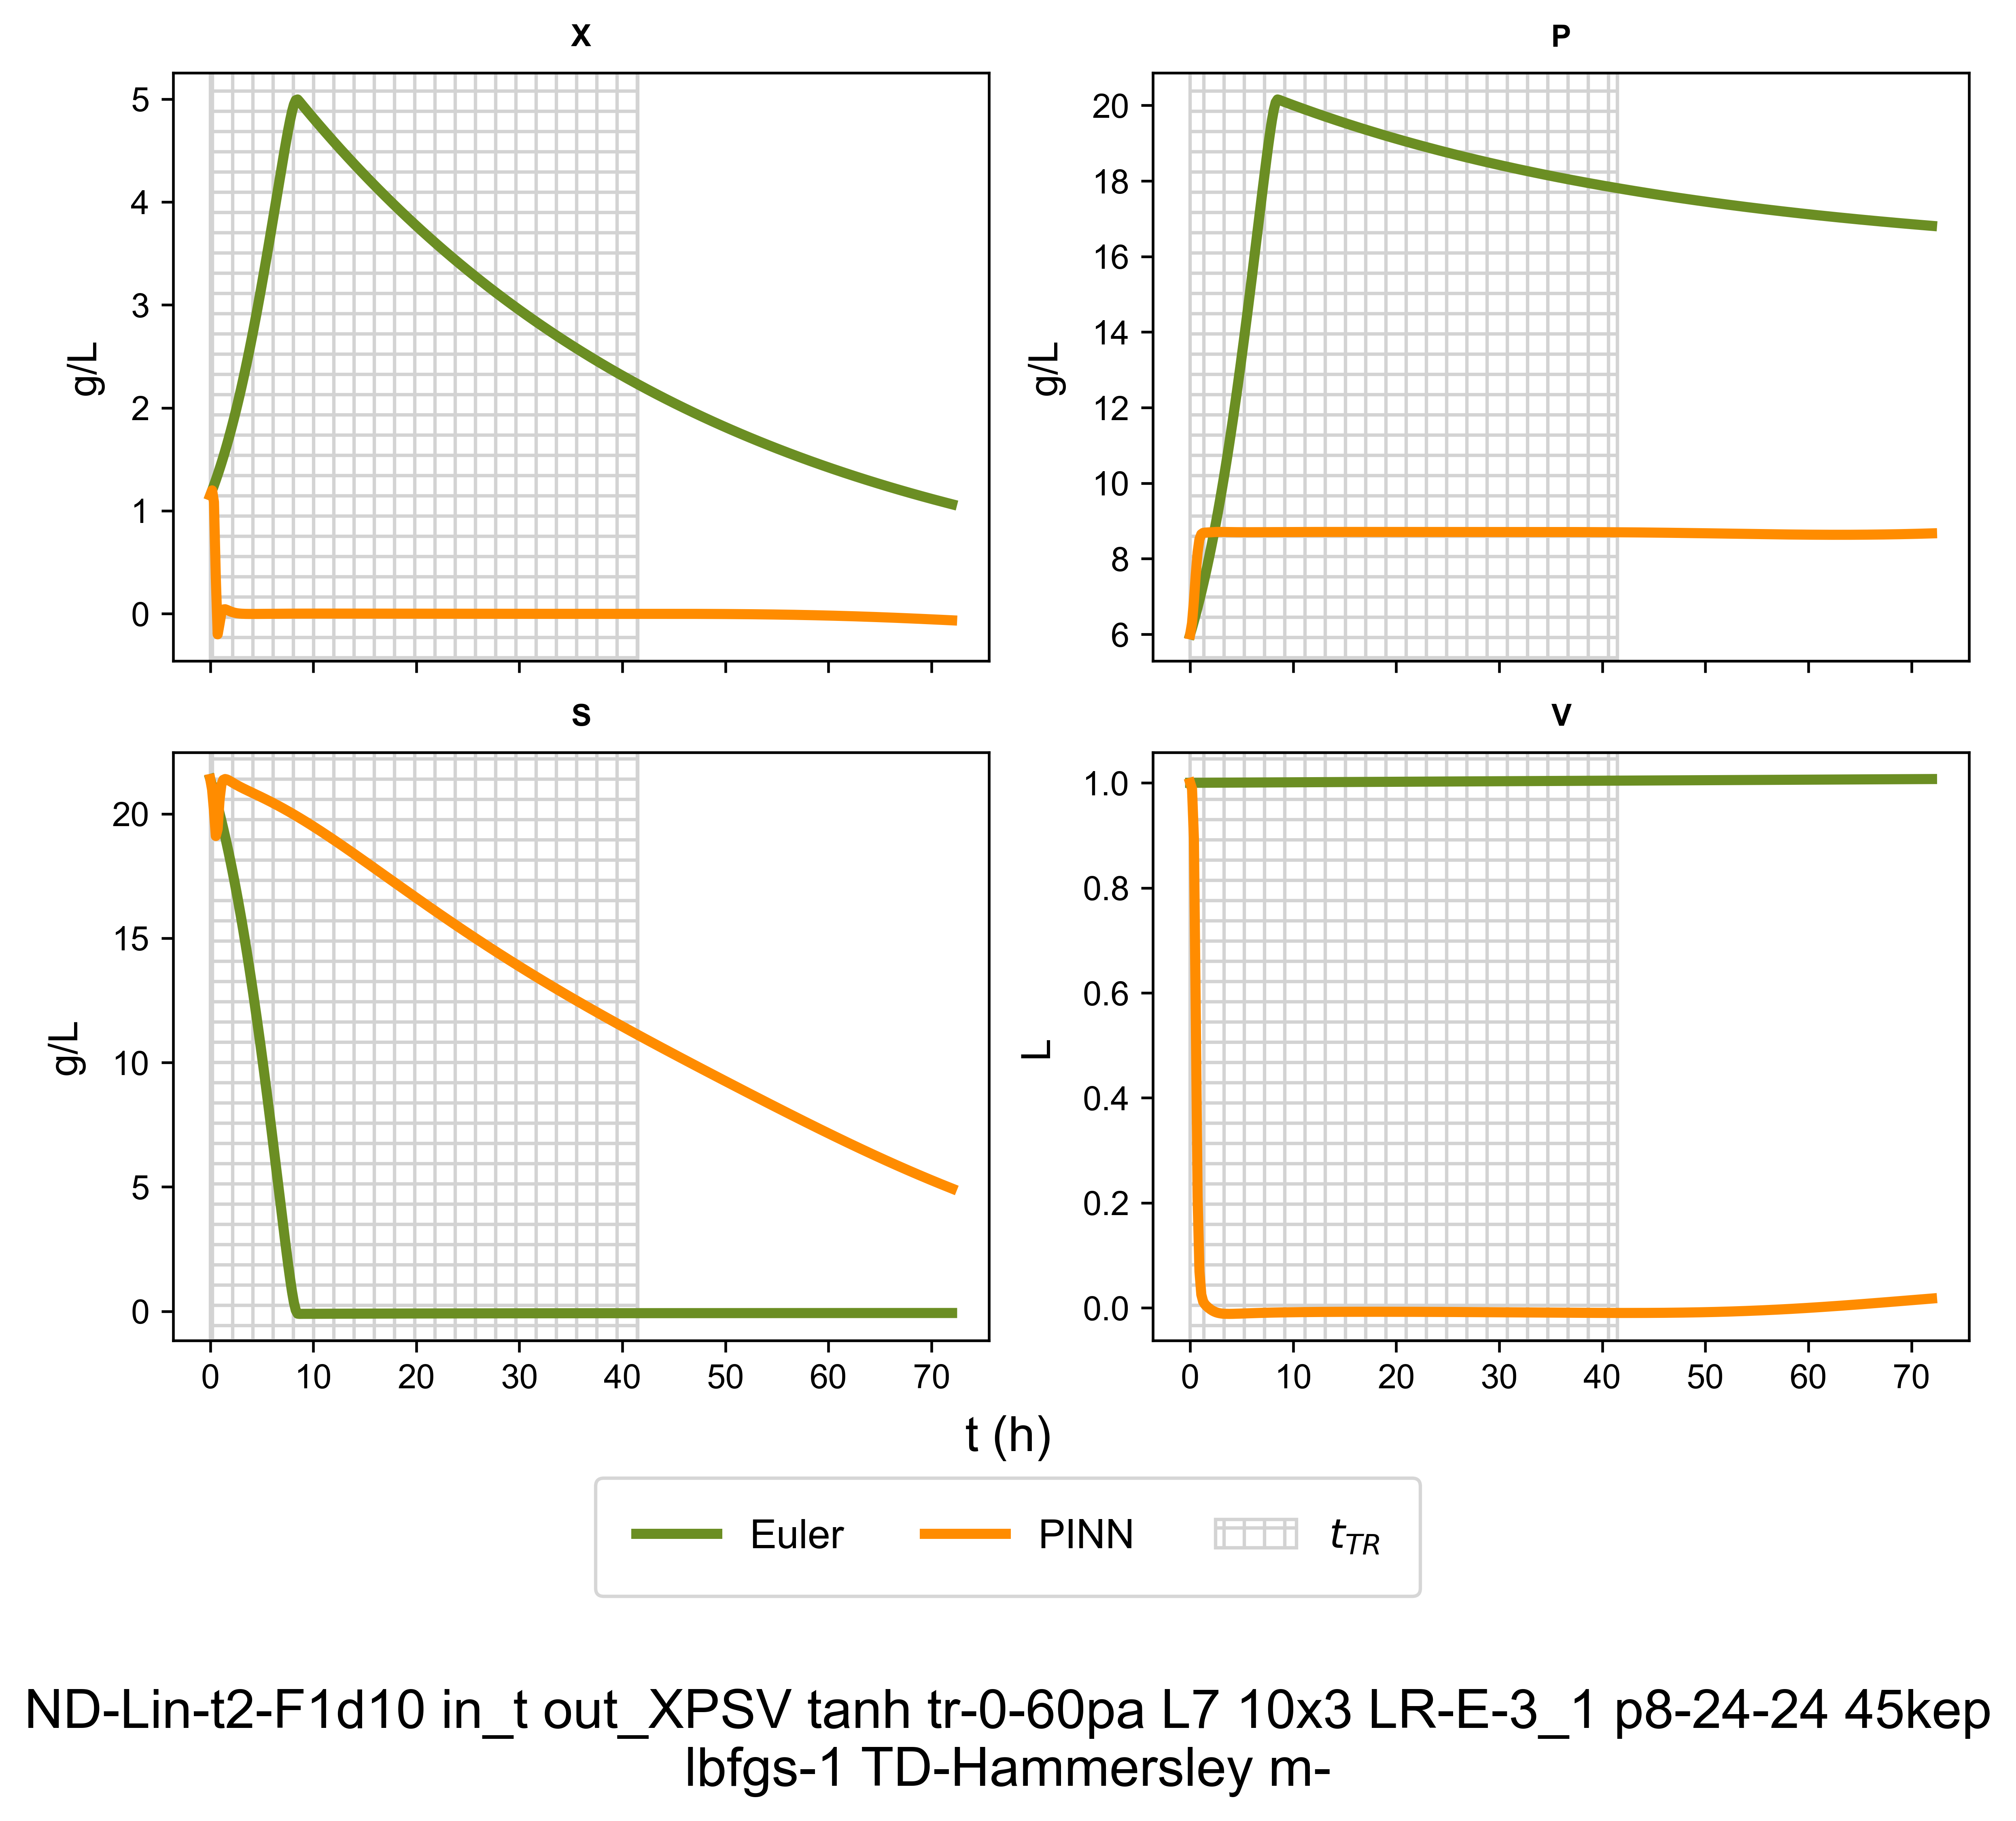 X
5
4
3
2
1
0
g/L
P
20
18
16
14
12
10
8
6
g/L
S
20
15
10
5
0
g/L
0 10 20 30 40 50 60 70
V
1.0
0.8
0.6
0.4
0.2
0.0
L
0 10 20 30 40 50 60 70
t (h)
Euler PINN t_TR
ND-Lin-t2-F1d10 in_t out_XPSV tanh tr-0-60pa L7 10x3 LR-E-3_1 p8-24-24 45kep
lbfgs-1 TD-Hammersley m-